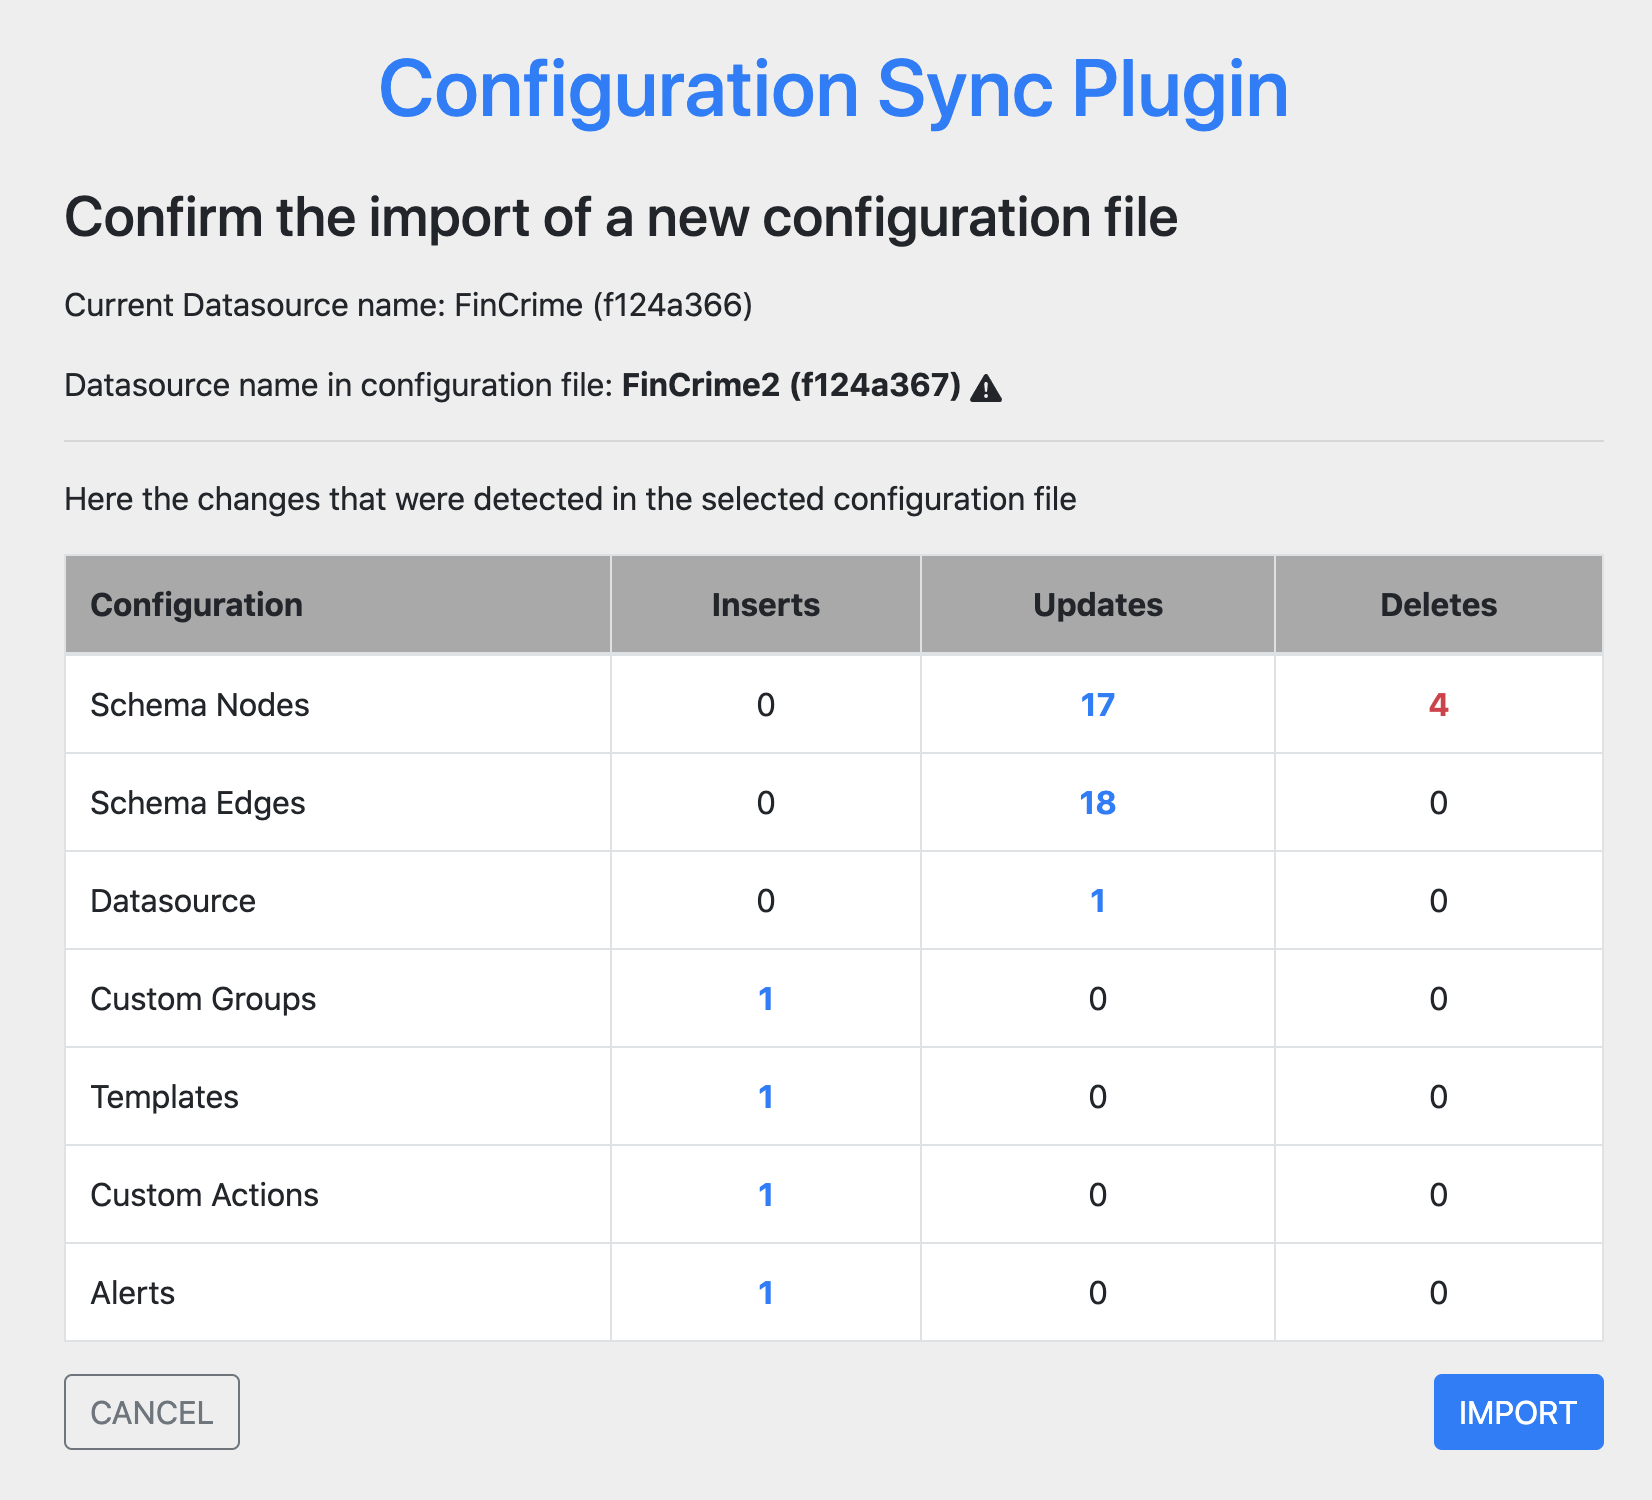 Configuration Sync Plugin
Confirm the import of a new configuration file
Current Datasource name: FinCrime (f124a366)
Datasource name in configuration file: FinCrime2 (f124a367)
Here the changes that were detected in the selected configuration file
Configuration Inserts Updates Deletes
Schema Nodes 0 17 4
Schema Edges 0 18 0
Datasource 0 1 0
Custom Groups 1 0 0
Templates 1 0 0
Custom Actions 1 0 0
Alerts 1 0 0
CANCEL IMPORT